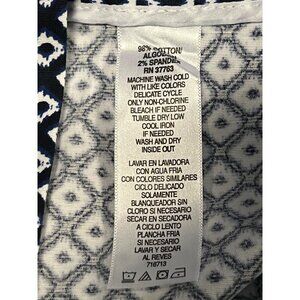 98% COTTON/
ALGODON
2% SPANDEX
RN 37763
MACHINE WASH COLD
WITH LIKE COLORS
DELICATE CYCLE
ONLY NON-CHLORINE
BLEACH IF NEEDED
TUMBLE DRY LOW
COOL IRON
IF NEEDED
WASH AND DRY
INSIDE OUT
LAVAR EN LAVADORA
CON AGUA FRIA
CON COLORES SIMILARES
CICLO DELICADO
SOLAMENTE
BLANQUEADOR SIN
CLORO SI NECESARIO
SECAR EN SECADORA
A CICLO LENTO
PLANCHA FRIA
SI NECESARIO
LAVAR Y SECAR
AL REVES
716713